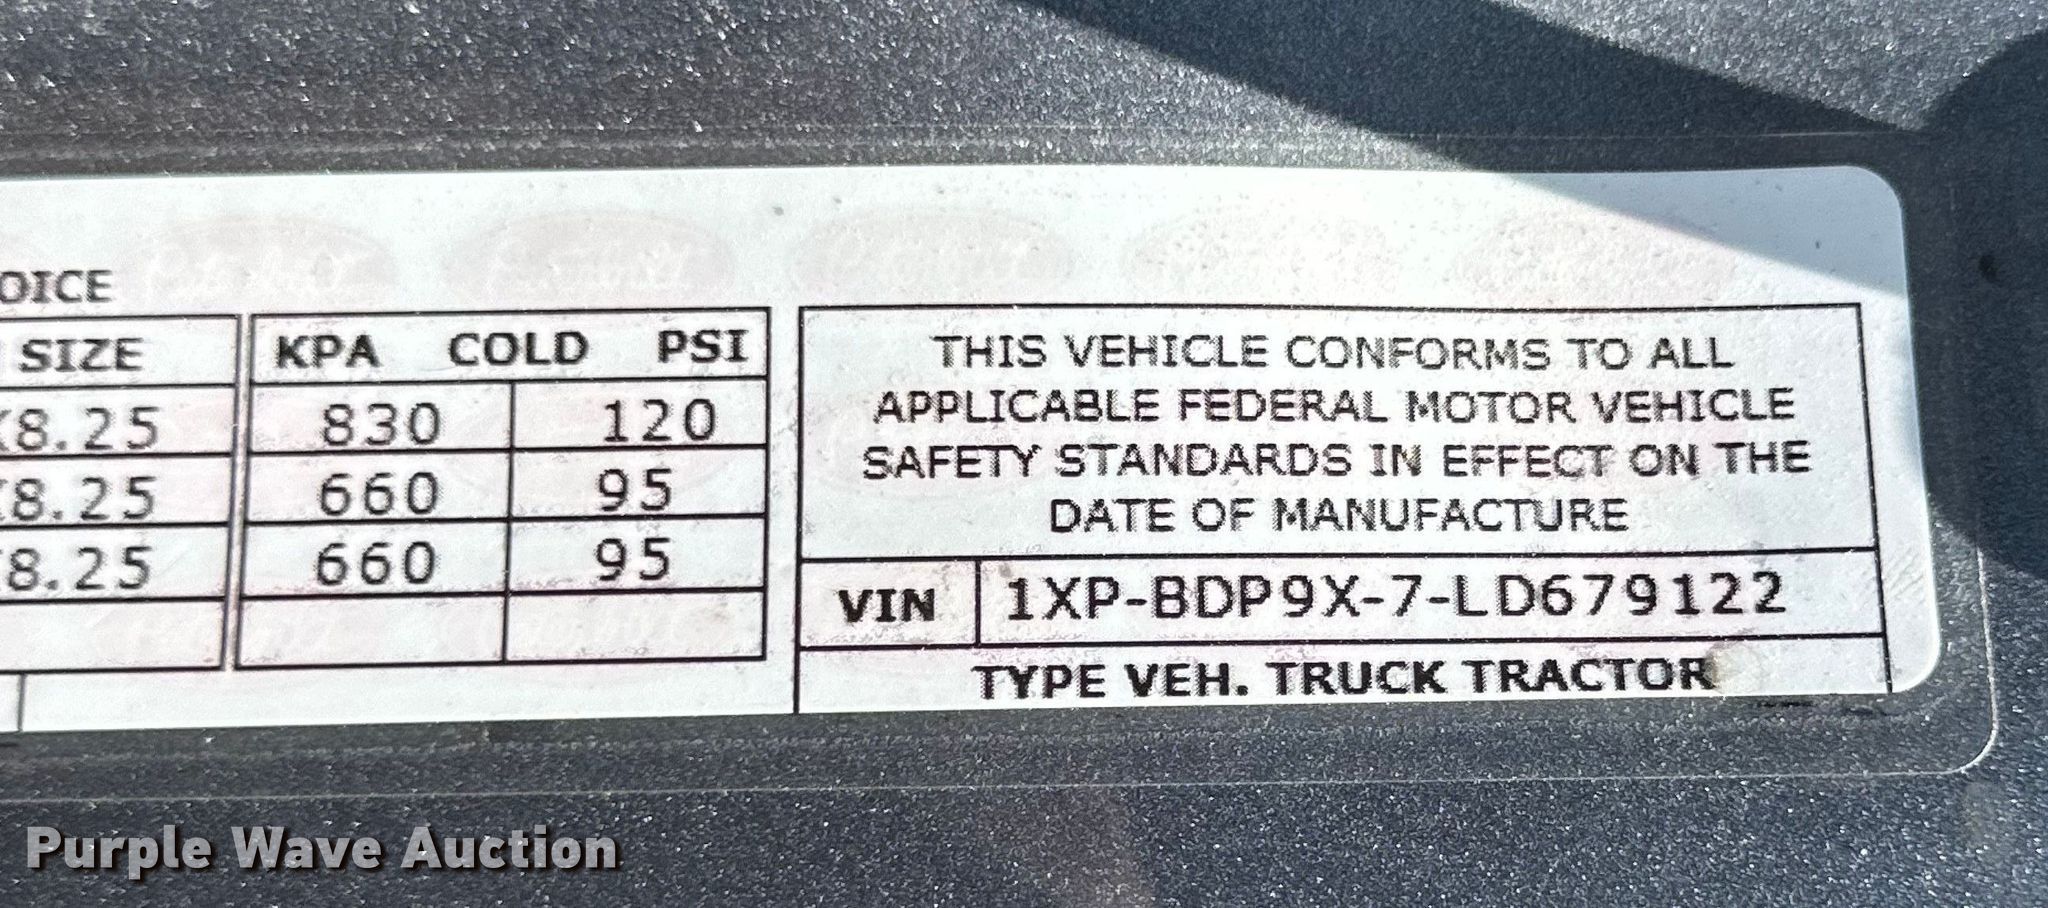 OICE
SIZE KPA COLD PSI
X8.25 830 120
X8.25 660 95
8.25 660 95
THIS VEHICLE CONFORMS TO ALL
APPLICABLE FEDERAL MOTOR VEHICLE
SAFETY STANDARDS IN EFFECT ON THE
DATE OF MANUFACTURE
VIN 1XP-BDP9X-7-LD679122
TYPE VEH. TRUCK TRACTOR
Purple Wave Auction